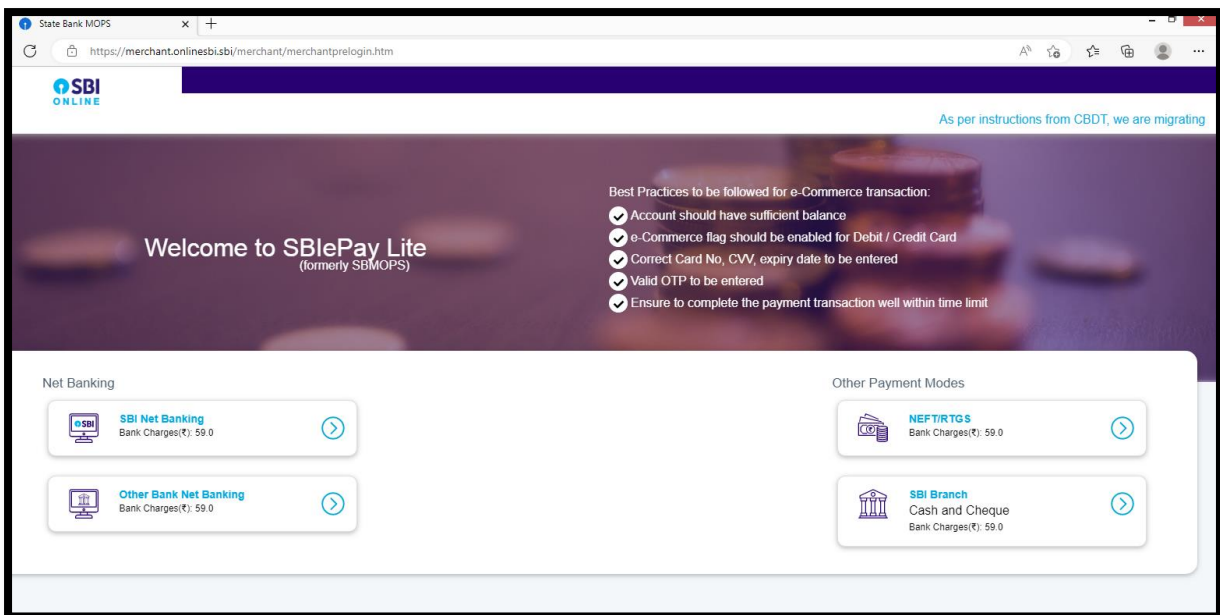 State Bank MOPS
https://merchant.onlinesbi.sbi/merchant/merchantprelogin.htm
SBI
ONLINE
As per instructions from CBDT, we are migrating
Welcome to SBIePay Lite
(formerly SBMOPS)
Best Practices to be followed for e-Commerce transaction:
Account should have sufficient balance
e-Commerce flag should be enabled for Debit / Credit Card
Correct Card No, CVV, expiry date to be entered
Valid OTP to be entered
Ensure to complete the payment transaction well within time limit
Net Banking
SBI
SBI Net Banking
Bank Charges(₹): 59.0
Other Bank Net Banking
Bank Charges(₹): 59.0
Other Payment Modes
NEFT/RTGS
Bank Charges(₹): 59.0
SBI Branch
Cash and Cheque
Bank Charges(₹): 59.0